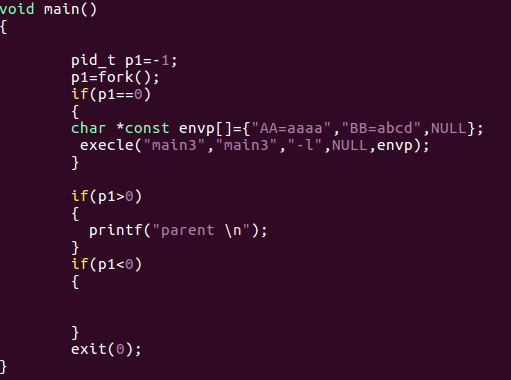 void main()
{
pid_t p1=-1;
p1=fork();
if(p1==0)
{
char *const envp[]={"AA=aaaa","BB=abcd",NULL};
execle("main3","main3","-l",NULL,envp);
}
if(p1>0)
{
printf("parent \n");
}
if(p1<0)
{
}
exit(0);
}